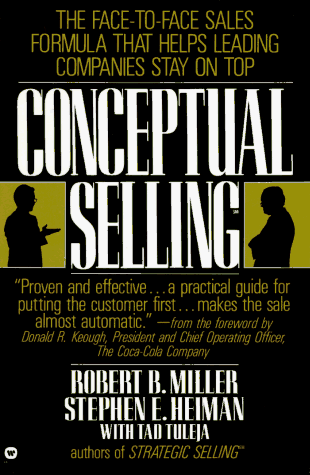 THE FACE-TO-FACE SALES
FORMULA THAT HELPS LEADING
COMPANIES STAY ON TOP
CONCEPTUAL
SELLING℠
“Proven and effective...a practical guide for
putting the customer first...makes the sale
almost automatic.” —from the foreword by
Donald R. Keough, President and Chief Operating Officer,
The Coca-Cola Company
ROBERT B. MILLER
STEPHEN E. HEIMAN
WITH TAD TULEJA
authors of STRATEGIC SELLING℠